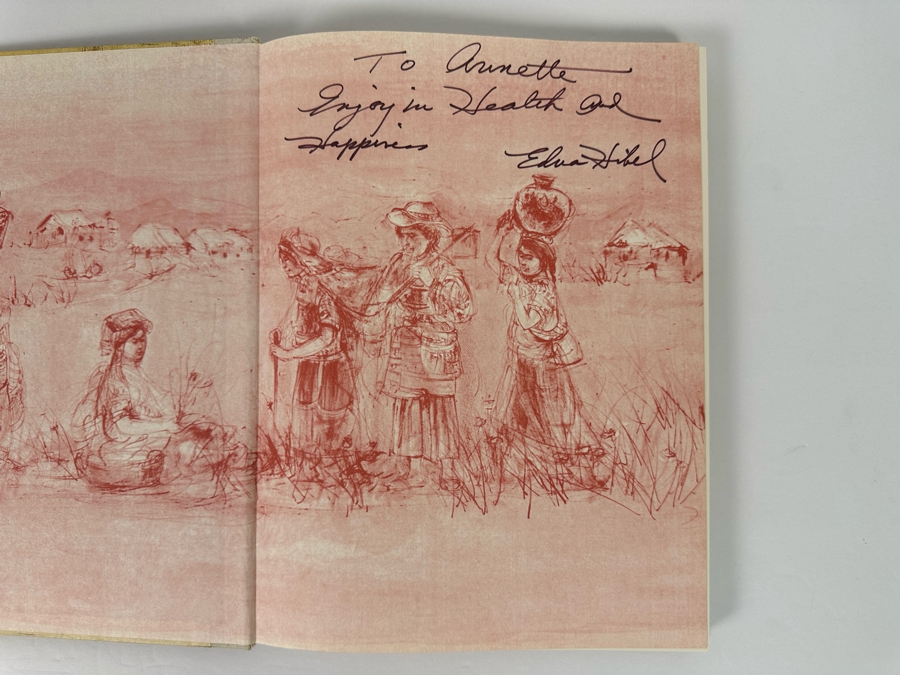 To Annette
Enjoy in Health and
Happiness
Edna Hibel